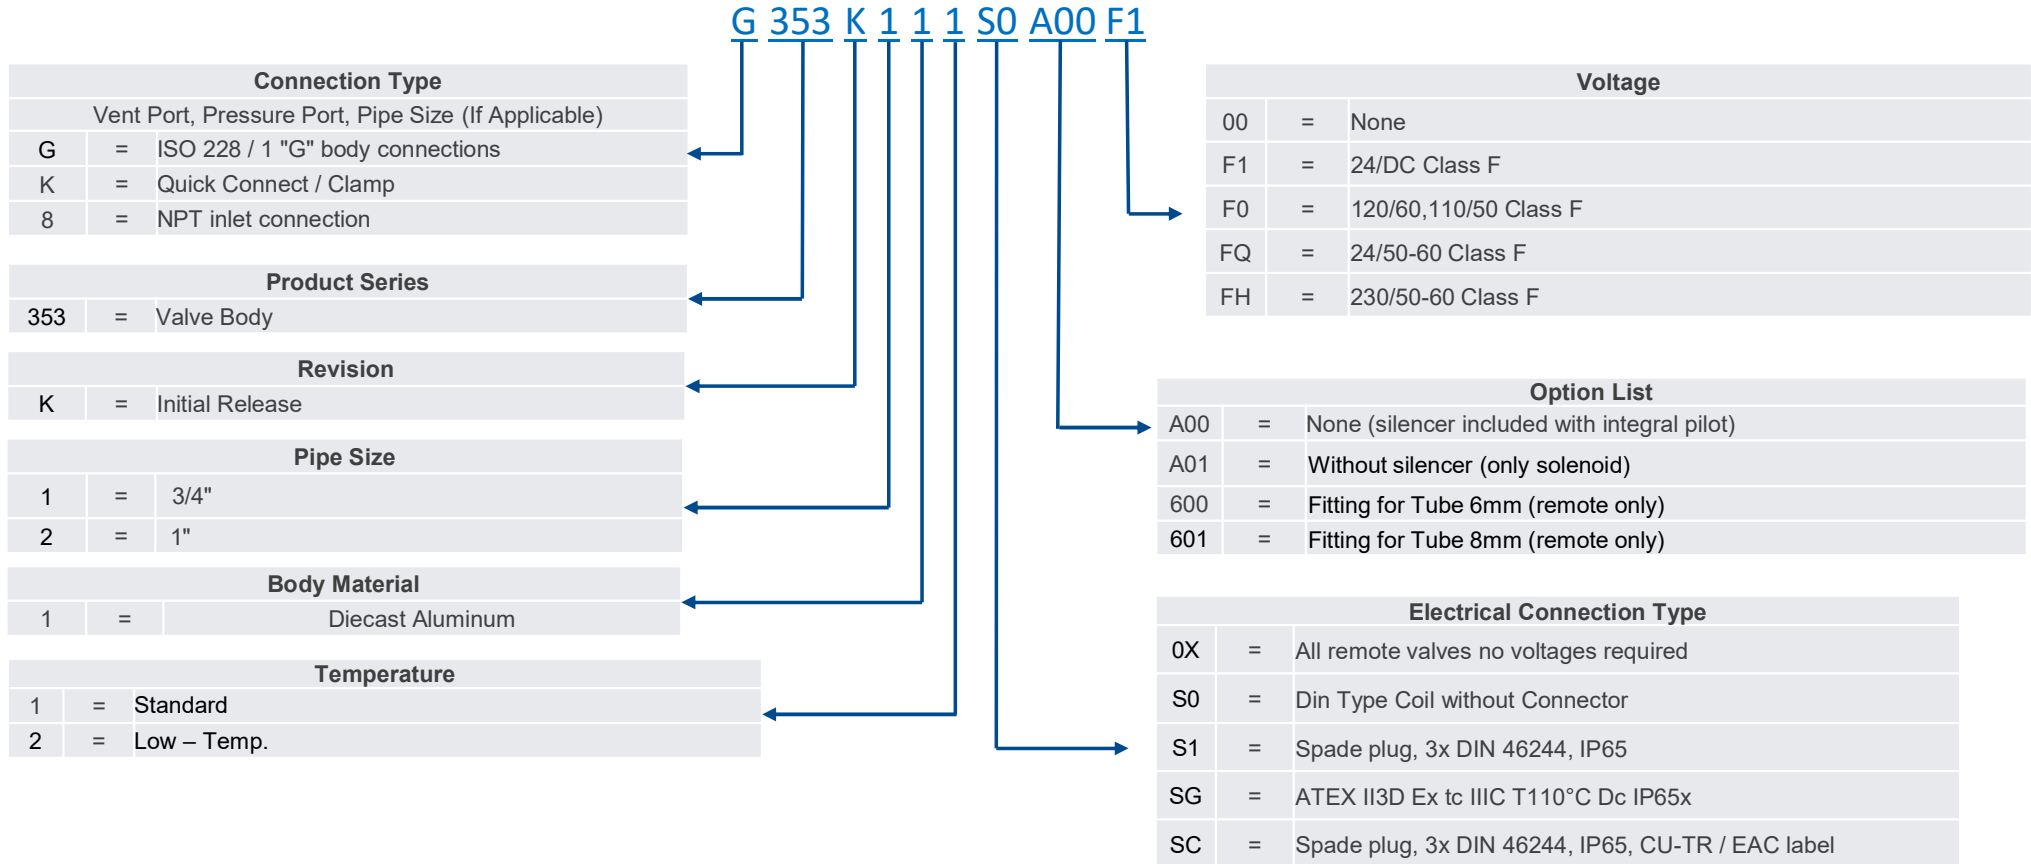 G 353 K 1 1 1 S0 A00 F1
Connection Type
Vent Port, Pressure Port, Pipe Size (If Applicable)
G = ISO 228 / 1 "G" body connections
K = Quick Connect / Clamp
8 = NPT inlet connection
Product Series
353 = Valve Body
Revision
K = Initial Release
Pipe Size
1 = 3/4"
2 = 1"
Body Material
1 = Diecast Aluminum
Temperature
1 = Standard
2 = Low – Temp.
Voltage
00 = None
F1 = 24/DC Class F
F0 = 120/60,110/50 Class F
FQ = 24/50-60 Class F
FH = 230/50-60 Class F
Option List
A00 = None (silencer included with integral pilot)
A01 = Without silencer (only solenoid)
600 = Fitting for Tube 6mm (remote only)
601 = Fitting for Tube 8mm (remote only)
Electrical Connection Type
0X = All remote valves no voltages required
S0 = Din Type Coil without Connector
S1 = Spade plug, 3x DIN 46244, IP65
SG = ATEX II3D Ex tc IIIC T110°C Dc IP65x
SC = Spade plug, 3x DIN 46244, IP65, CU-TR / EAC label